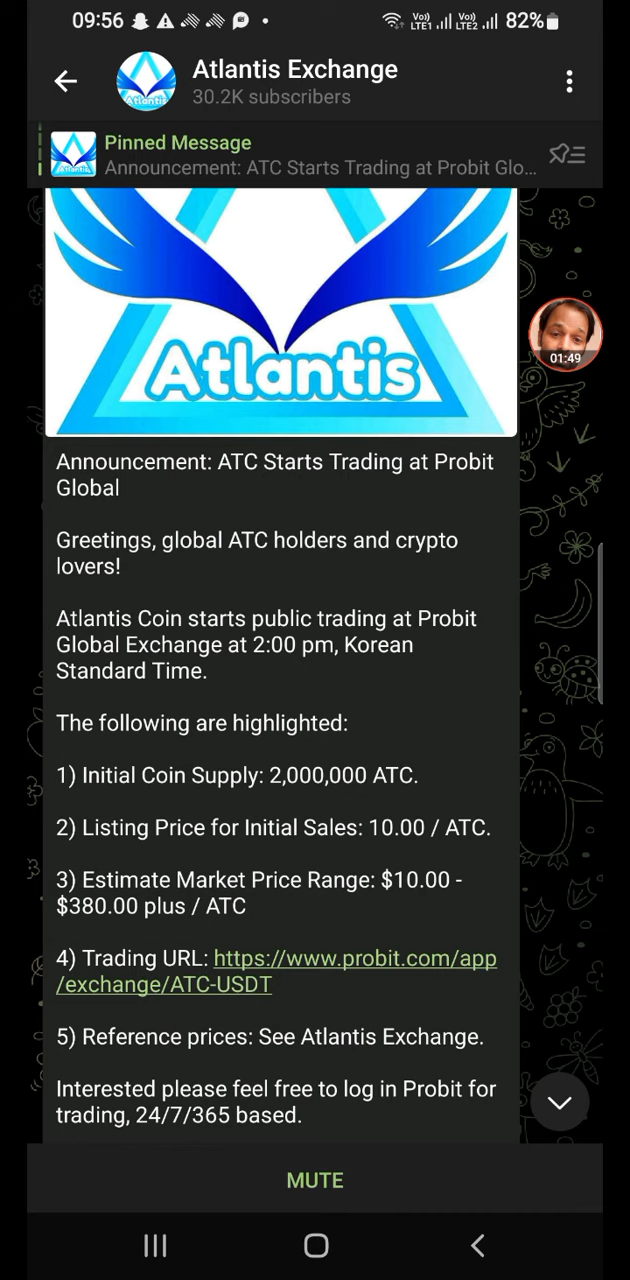 09:56
Vo)) LTE1 Vo)) LTE2 82%
Atlantis Exchange
30.2K subscribers
Atlantis
Pinned Message
Announcement: ATC Starts Trading at Probit Glo...
Atlantis
01:49
Announcement: ATC Starts Trading at Probit
Global
Greetings, global ATC holders and crypto
lovers!
Atlantis Coin starts public trading at Probit
Global Exchange at 2:00 pm, Korean
Standard Time.
The following are highlighted:
1) Initial Coin Supply: 2,000,000 ATC.
2) Listing Price for Initial Sales: 10.00 / ATC.
3) Estimate Market Price Range: $10.00 -
$380.00 plus / ATC
4) Trading URL: https://www.probit.com/app
/exchange/ATC-USDT
5) Reference prices: See Atlantis Exchange.
Interested please feel free to log in Probit for
trading, 24/7/365 based.
MUTE